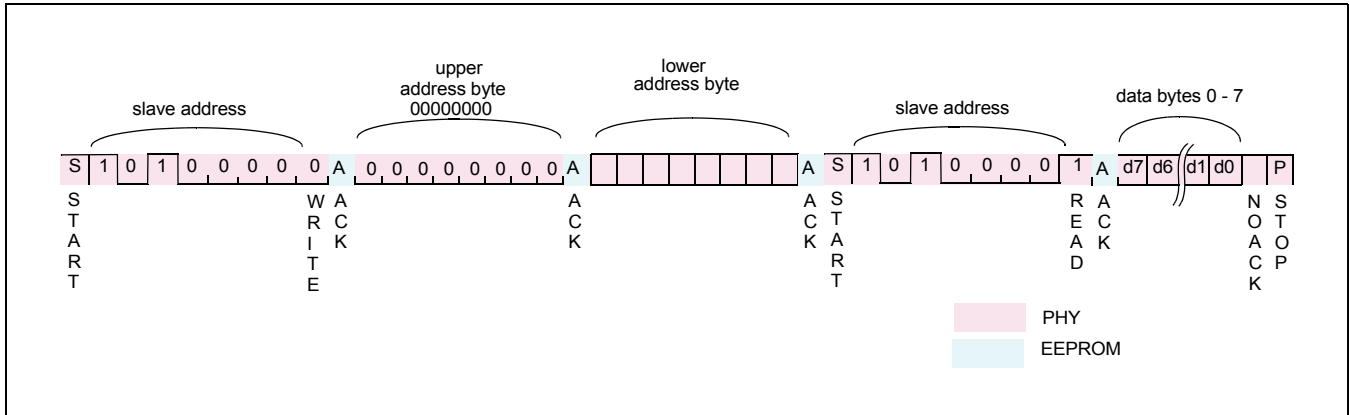 slave address
upper
address byte
00000000
lower
address byte
slave address
data bytes 0 - 7
S 1 0 1 0 0 0 0 0 A 0 0 0 0 0 0 0 0 A A S 1 0 1 0 0 0 0 1 A d7 d6 d1 d0 P
START
WRITE
ACK
ACK
ACK
START
READ
ACK
NOACK
STOP
PHY
EEPROM